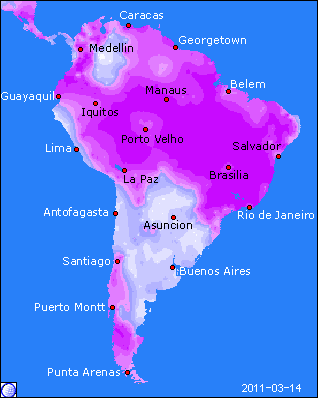 Caracas
Georgetown
Medellin
Belem
Manaus
Guayaquil
Iquitos
Porto Velho
Salvador
Lima
La Paz
Brasilia
Antofagasta
Rio de Janeiro
Asuncion
Santiago
Buenos Aires
Puerto Montt
Punta Arenas
2011-03-14